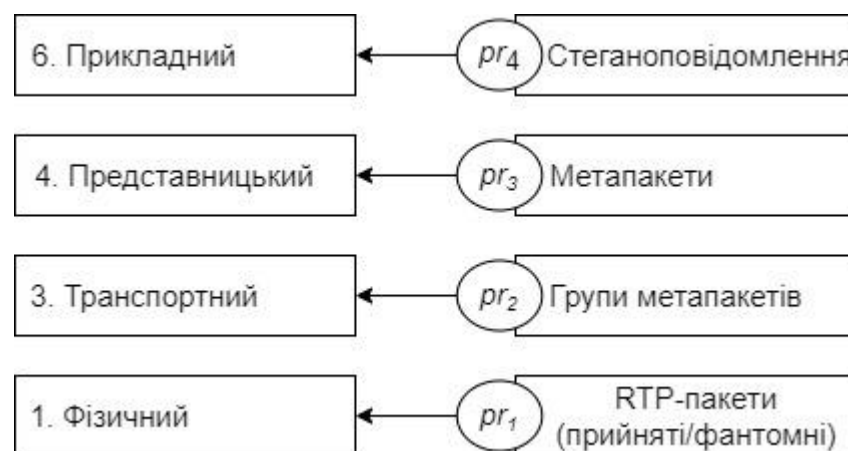 6. Прикладний pr4 Стеганоповідомлення
4. Представницький pr3 Метапакети
3. Транспортний pr2 Групи метапакетів
1. Фізичний pr1 RTP-пакети
(прийняті/фантомні)